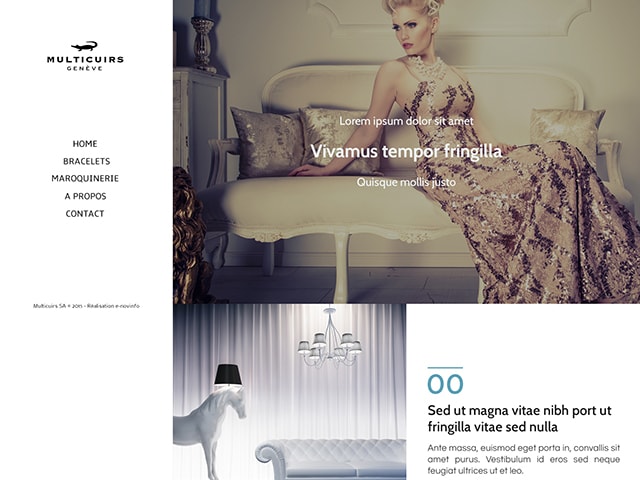 MULTICUIRS
GENÈVE
HOME
BRACELETS
MAROQUINERIE
A PROPOS
CONTACT
Multicuirs SA © 2015 - Réalisation e-novinfo
Lorem ipsum dolor sit amet
Vivamus tempor fringilla
Quisque mollis justo
00
Sed ut magna vitae nibh port ut
fringilla vitae sed nulla
Ante massa, euismod eget porta in, convallis sit
amet purus. Vestibulum id eros sed neque
feugiat ultrices ut et leo.